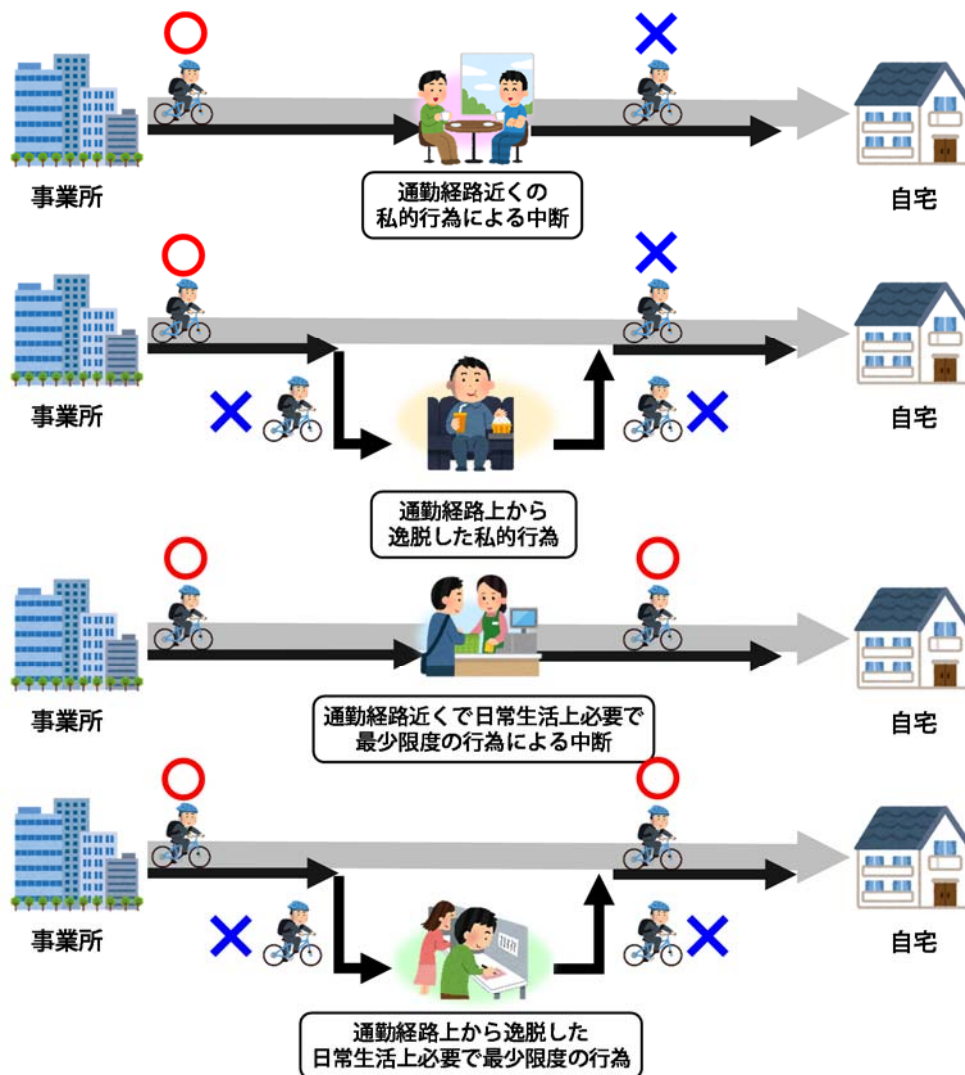 事業所
自宅
通勤経路近くの
私的行為による中断
事業所
自宅
通勤経路上から
逸脱した私的行為
事業所
自宅
通勤経路近くで日常生活上必要で
最少限度の行為による中断
事業所
自宅
通勤経路上から逸脱した
日常生活上必要で最少限度の行為